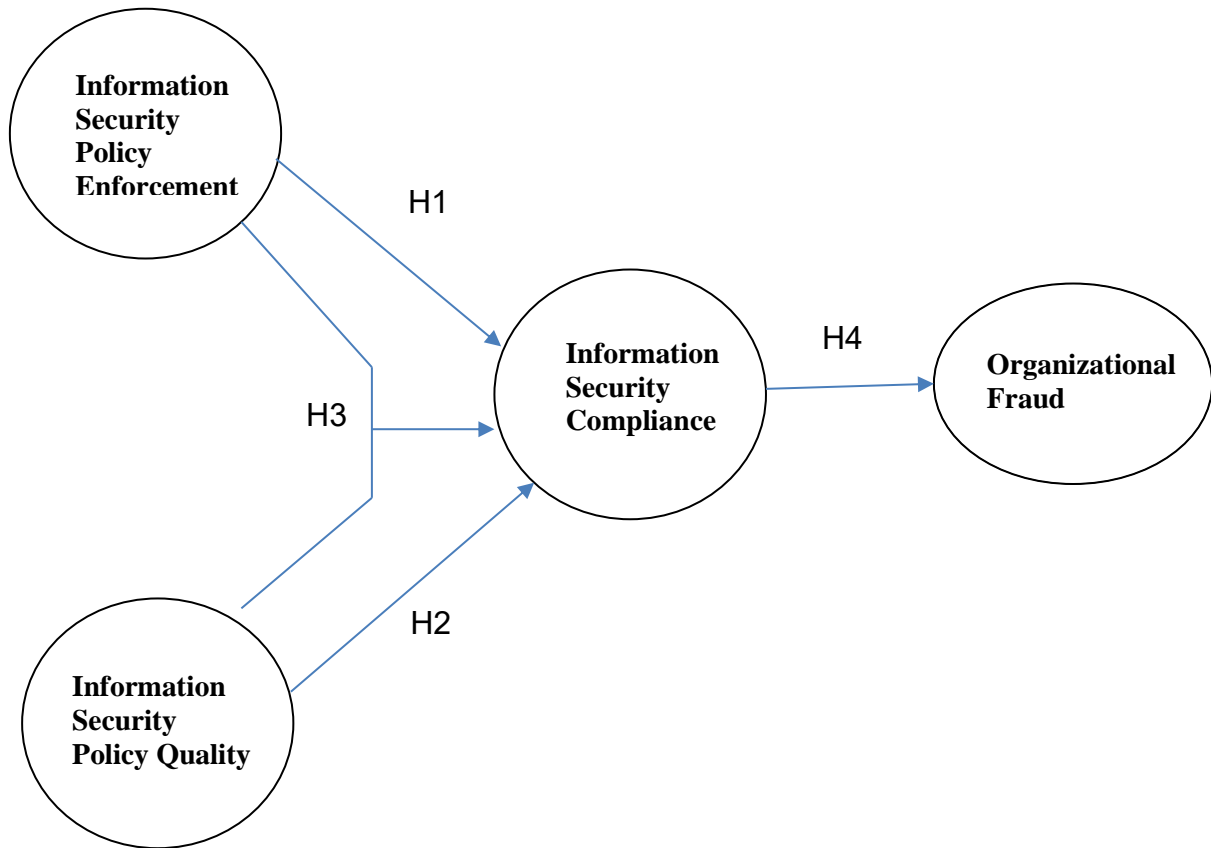 Information
Security
Policy
Enforcement
H1
Information
Security
Compliance
H4
Organizational
Fraud
H3
H2
Information
Security
Policy Quality